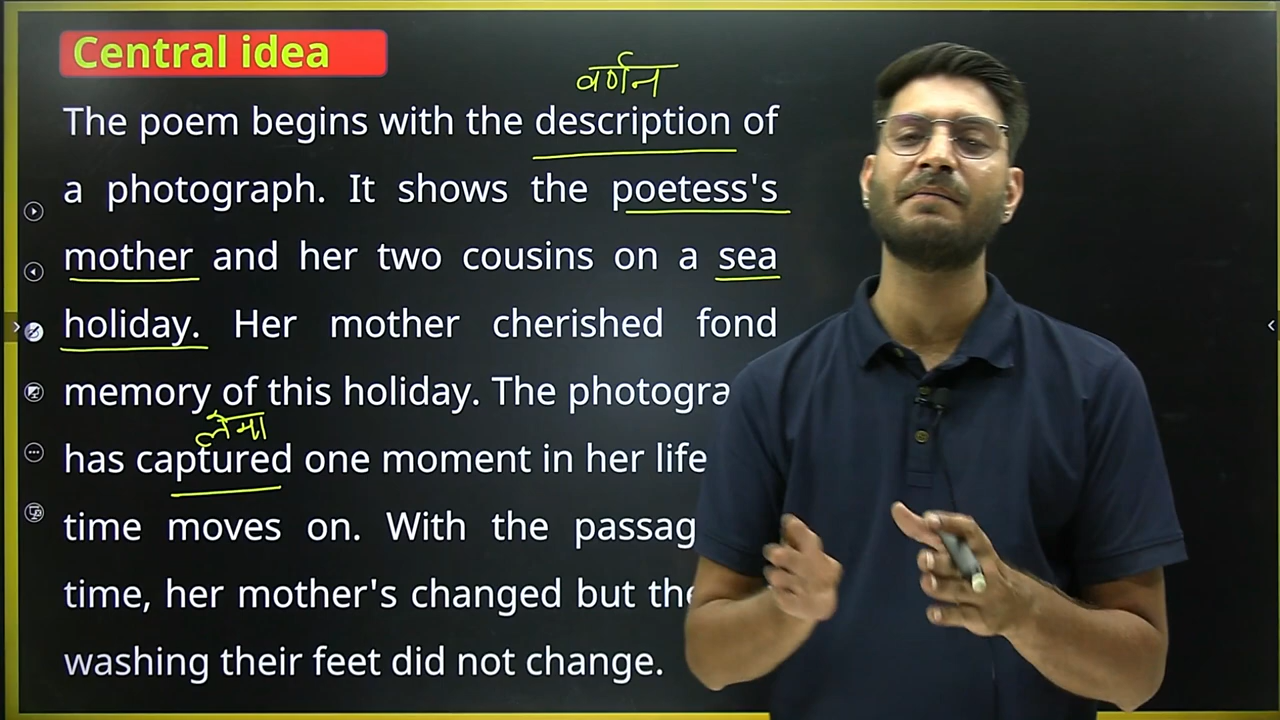 Central idea
वर्णन
The poem begins with the description of
a photograph. It shows the poetess's
mother and her two cousins on a sea
holiday. Her mother cherished fond
memory of this holiday. The photogra
लेना
has captured one moment in her life
time moves on. With the passag
time, her mother's changed but the
washing their feet did not change.